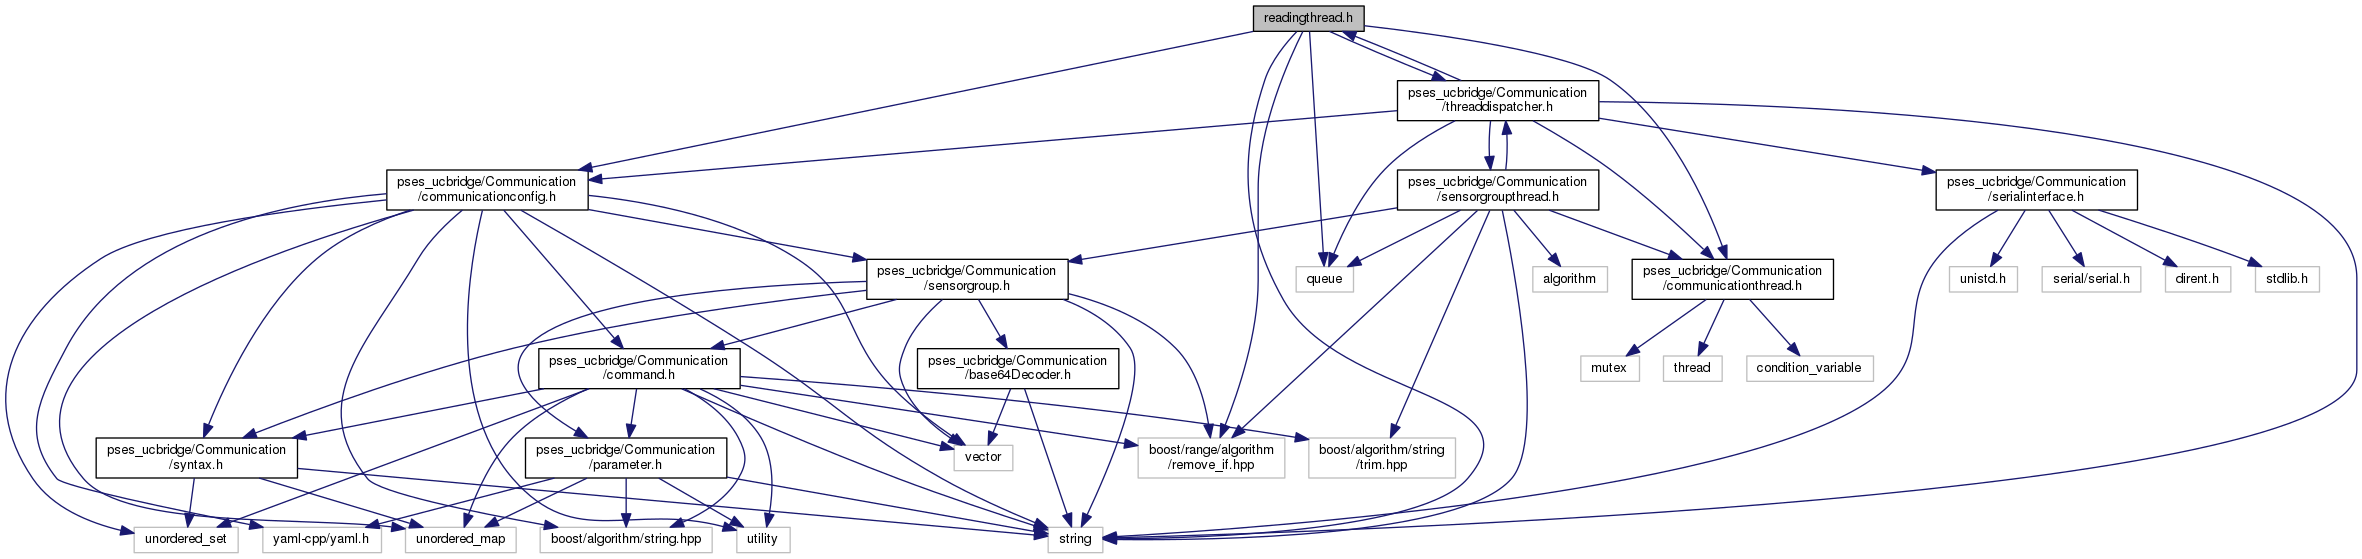 readingthread.h
pses_ucbridge/Communication
/threaddispatcher.h
pses_ucbridge/Communication
/communicationconfig.h
pses_ucbridge/Communication
/sensorgroupthread.h
pses_ucbridge/Communication
/serialinterface.h
pses_ucbridge/Communication
/sensorgroup.h
queue
algorithm
pses_ucbridge/Communication
/communicationthread.h
unistd.h
serial/serial.h
dirent.h
stdlib.h
pses_ucbridge/Communication
/command.h
pses_ucbridge/Communication
/base64Decoder.h
mutex
thread
condition_variable
pses_ucbridge/Communication
/syntax.h
pses_ucbridge/Communication
/parameter.h
vector
boost/range/algorithm
/remove_if.hpp
boost/algorithm/string
/trim.hpp
unordered_set
yaml-cpp/yaml.h
unordered_map
boost/algorithm/string.hpp
utility
string